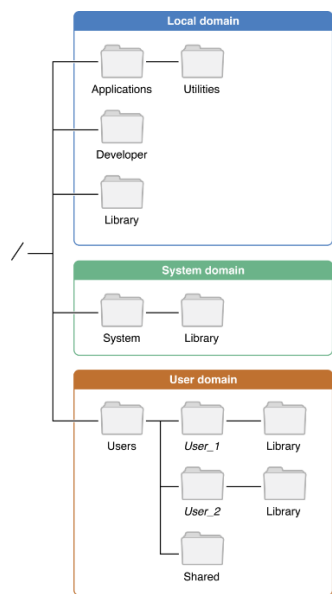 Local domain
Applications
Utilities
Developer
Library
/
System domain
System
Library
User domain
Users
User_1
Library
User_2
Library
Shared